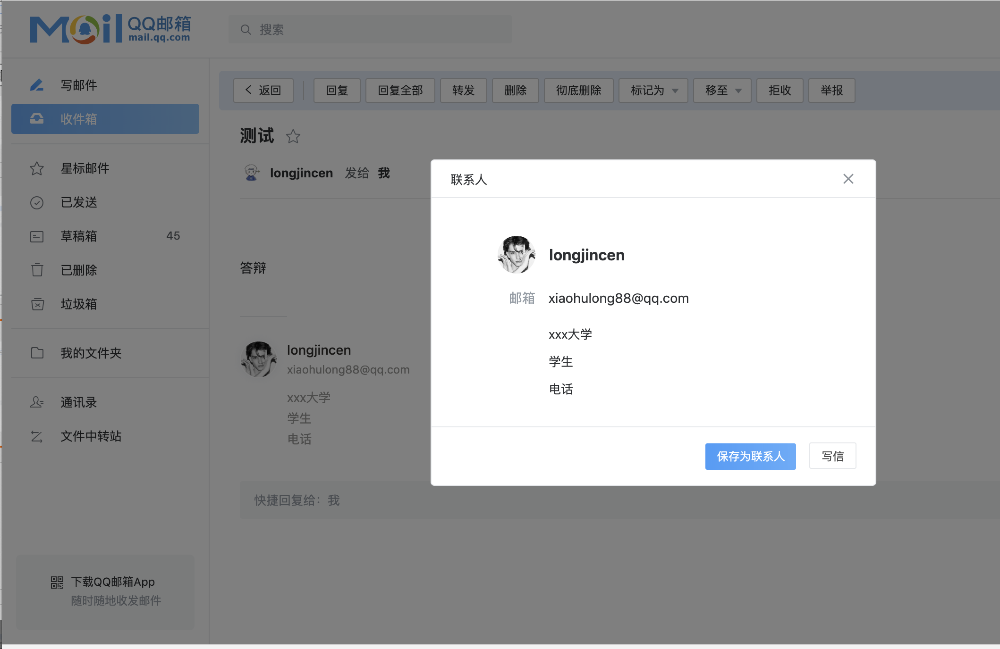 Mail QQ邮箱
mail.qq.com
搜索
写邮件
收件箱
星标邮件
已发送
草稿箱 45
已删除
垃圾箱
我的文件夹
通讯录
文件中转站
下载QQ邮箱App
随时随地收发邮件
返回 回复 回复全部 转发 删除 彻底删除 标记为 移至 拒收 举报
测试
longjincen 发给 我
答辩
longjincen
xiaohulong88@qq.com
xxx大学
学生
电话
快捷回复给：我
联系人
longjincen
邮箱 xiaohulong88@qq.com
xxx大学
学生
电话
保存为联系人 写信